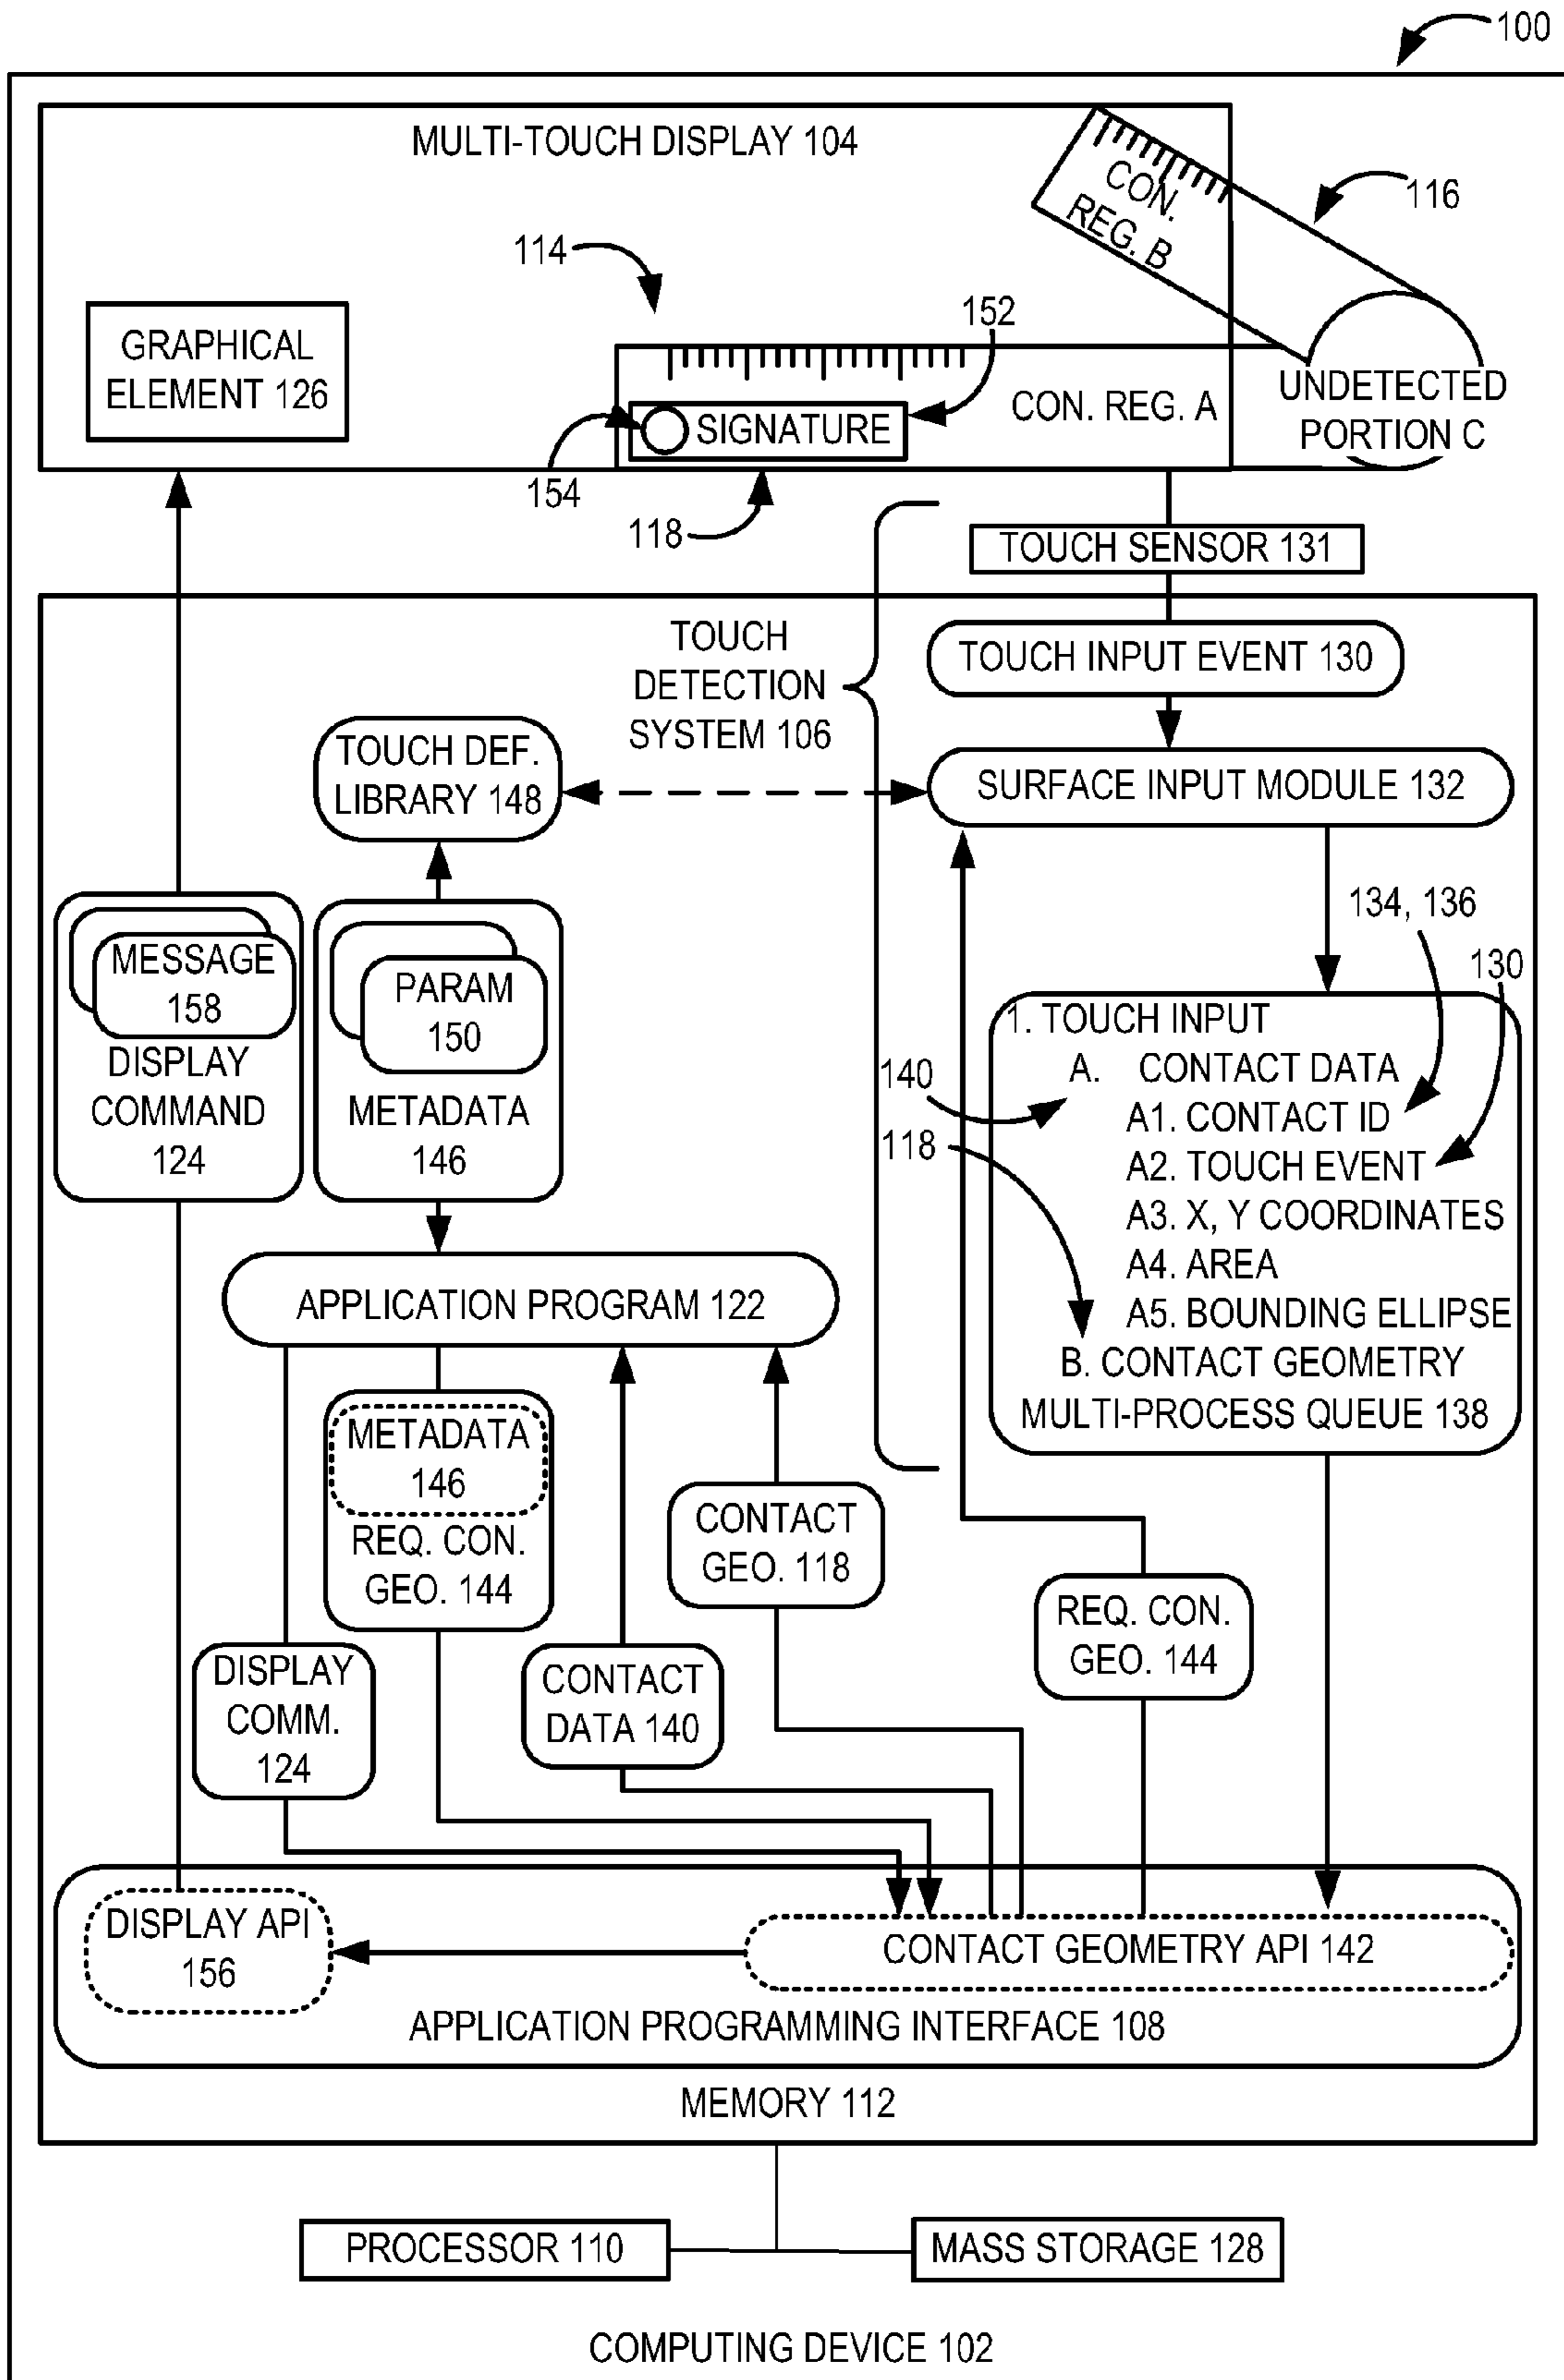 100
MULTI-TOUCH DISPLAY 104
CON.
REG. B
116
114
152
GRAPHICAL
ELEMENT 126
SIGNATURE
CON. REG. A
UNDETECTED
PORTION C
154
118
TOUCH SENSOR 131
TOUCH
DETECTION
SYSTEM 106
TOUCH INPUT EVENT 130
TOUCH DEF.
LIBRARY 148
SURFACE INPUT MODULE 132
134, 136
130
MESSAGE
158
DISPLAY
COMMAND
124
PARAM
150
METADATA
146
140
118
1. TOUCH INPUT
A. CONTACT DATA
A1. CONTACT ID
A2. TOUCH EVENT
A3. X, Y COORDINATES
A4. AREA
A5. BOUNDING ELLIPSE
B. CONTACT GEOMETRY
MULTI-PROCESS QUEUE 138
APPLICATION PROGRAM 122
METADATA
146
REQ. CON.
GEO. 144
CONTACT
GEO. 118
REQ. CON.
GEO. 144
DISPLAY
COMM.
124
CONTACT
DATA 140
DISPLAY API
156
CONTACT GEOMETRY API 142
APPLICATION PROGRAMMING INTERFACE 108
MEMORY 112
PROCESSOR 110
MASS STORAGE 128
COMPUTING DEVICE 102